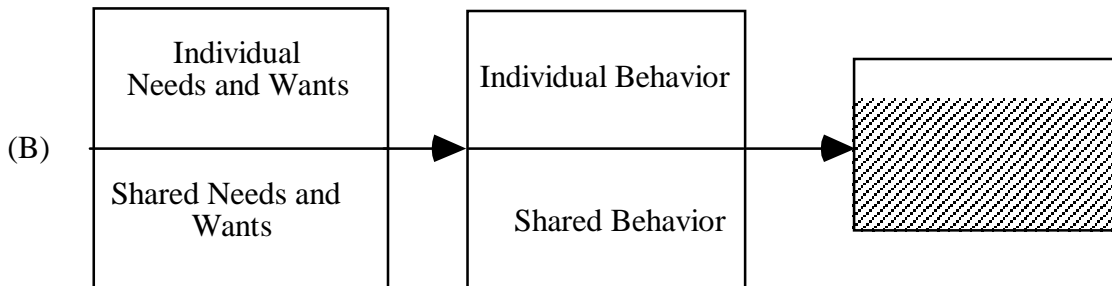 Individual
Needs and Wants
Individual Behavior
(B)
Shared Needs and
Wants
Shared Behavior